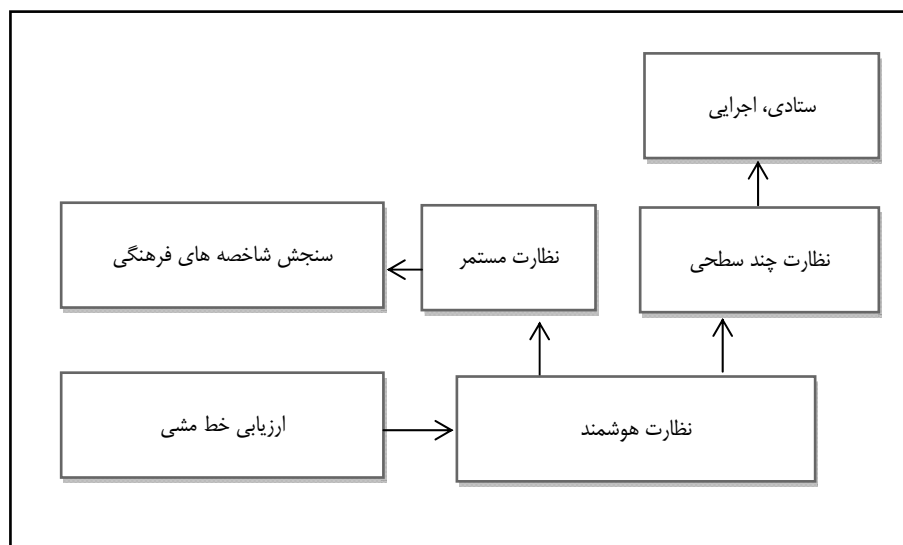 ستادی، اجرایی
نظارت چند سطحی
نظارت مستمر
سنجش شاخصه های فرهنگی
نظارت هوشمند
ارزیابی خط مشی